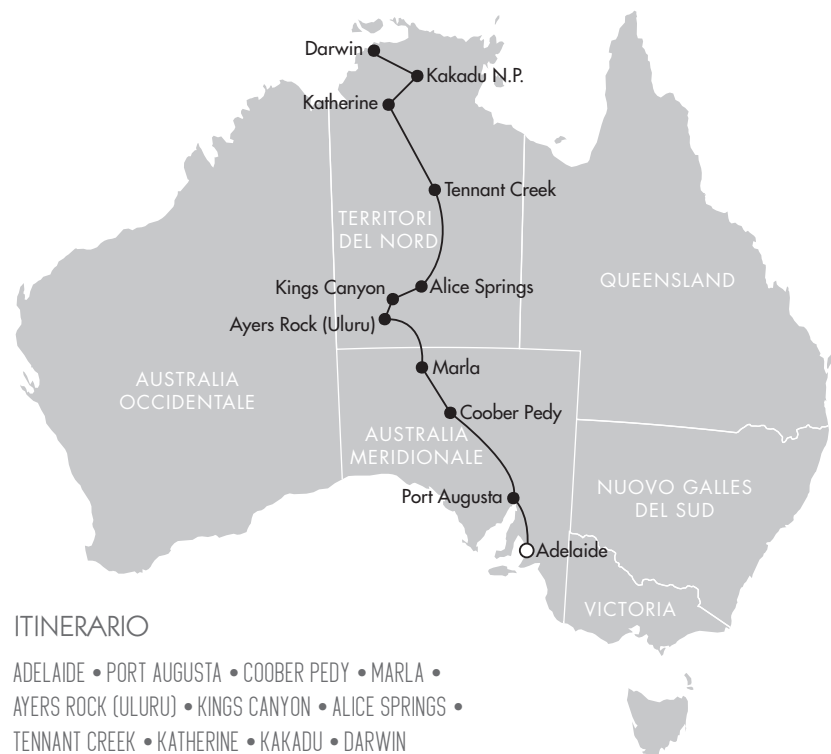 Darwin
Kakadu N.P.
Katherine
Tennant Creek
TERRITORI
DEL NORD
Kings Canyon
Alice Springs
QUEENSLAND
Ayers Rock (Uluru)
Marla
AUSTRALIA
OCCIDENTALE
Coober Pedy
AUSTRALIA
MERIDIONALE
Port Augusta
NUOVO GALLES
DEL SUD
Adelaide
VICTORIA
ITINERARIO
ADELAIDE • PORT AUGUSTA • COOBER PEDY • MARLA •
AYERS ROCK (ULURU) • KINGS CANYON • ALICE SPRINGS •
TENNANT CREEK • KATHERINE • KAKADU • DARWIN